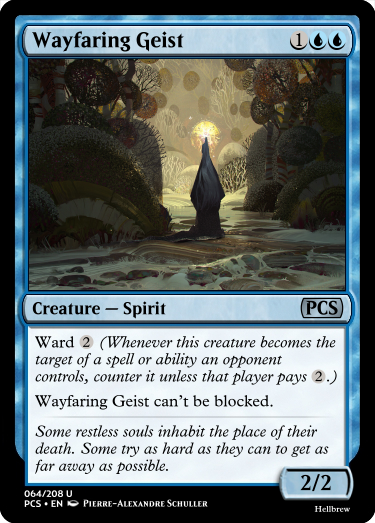 Wayfaring Geist 1
Creature — Spirit PCS
Ward 2 (Whenever this creature becomes the
target of a spell or ability an opponent
controls, counter it unless that player pays 2.)
Wayfaring Geist can't be blocked.
Some restless souls inhabit the place of their
death. Some try as hard as they can to get as
far away as possible.
2/2
064/208 U
PCS • EN Pierre-Alexandre Schuller
Hellbrew